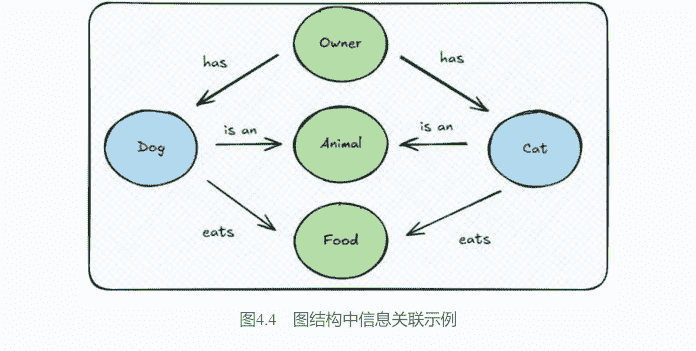 Owner
has
has
Dog
is an
Animal
is an
Cat
eats
Food
eats
图4.4 图结构中信息关联示例